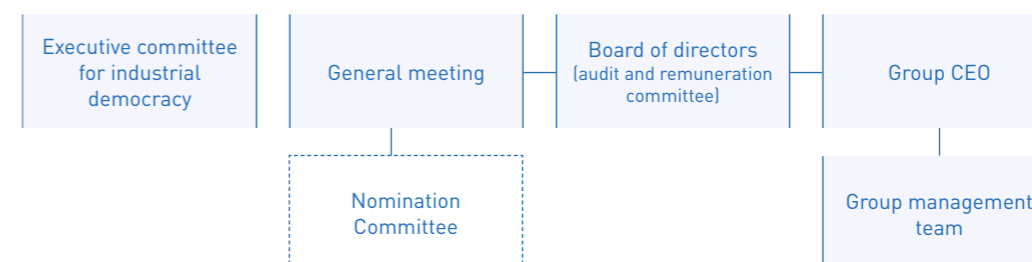 Executive committee
for industrial
democracy
General meeting
Board of directors
(audit and remuneration
committee)
Group CEO
Nomination
Committee
Group management
team